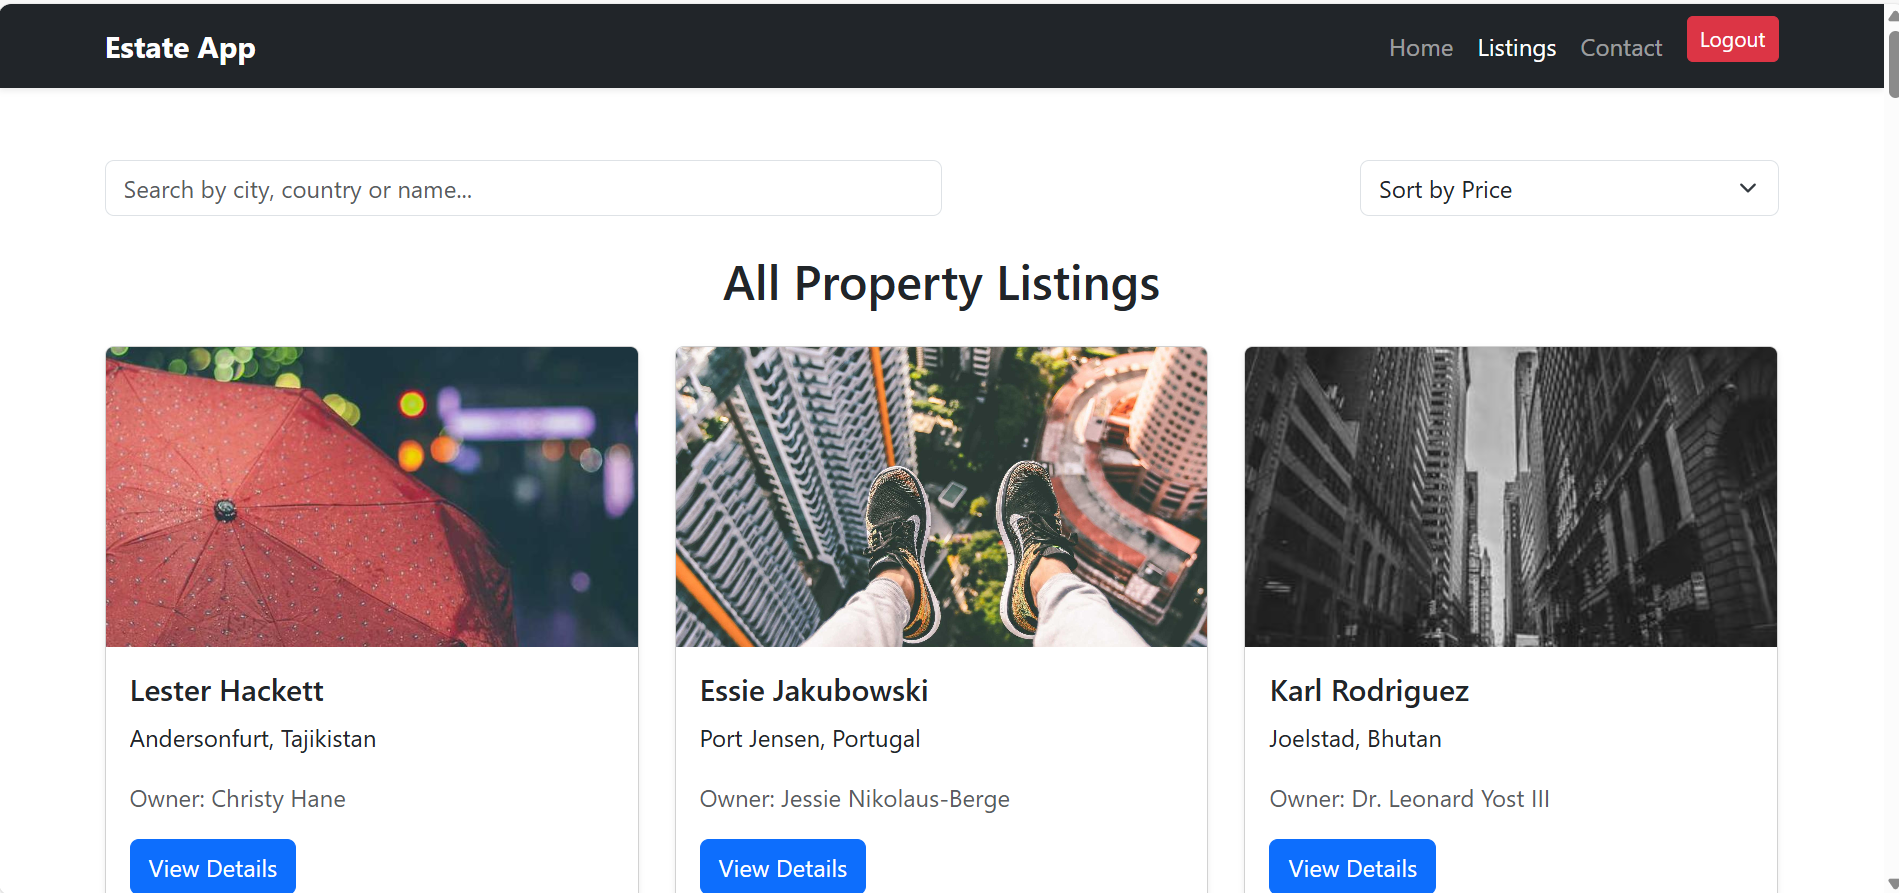 Estate App
Home Listings Contact Logout
Search by city, country or name...
Sort by Price
All Property Listings
Lester Hackett
Andersonfurt, Tajikistan
Owner: Christy Hane
View Details
Essie Jakubowski
Port Jensen, Portugal
Owner: Jessie Nikolaus-Berge
View Details
Karl Rodriguez
Joelstad, Bhutan
Owner: Dr. Leonard Yost III
View Details